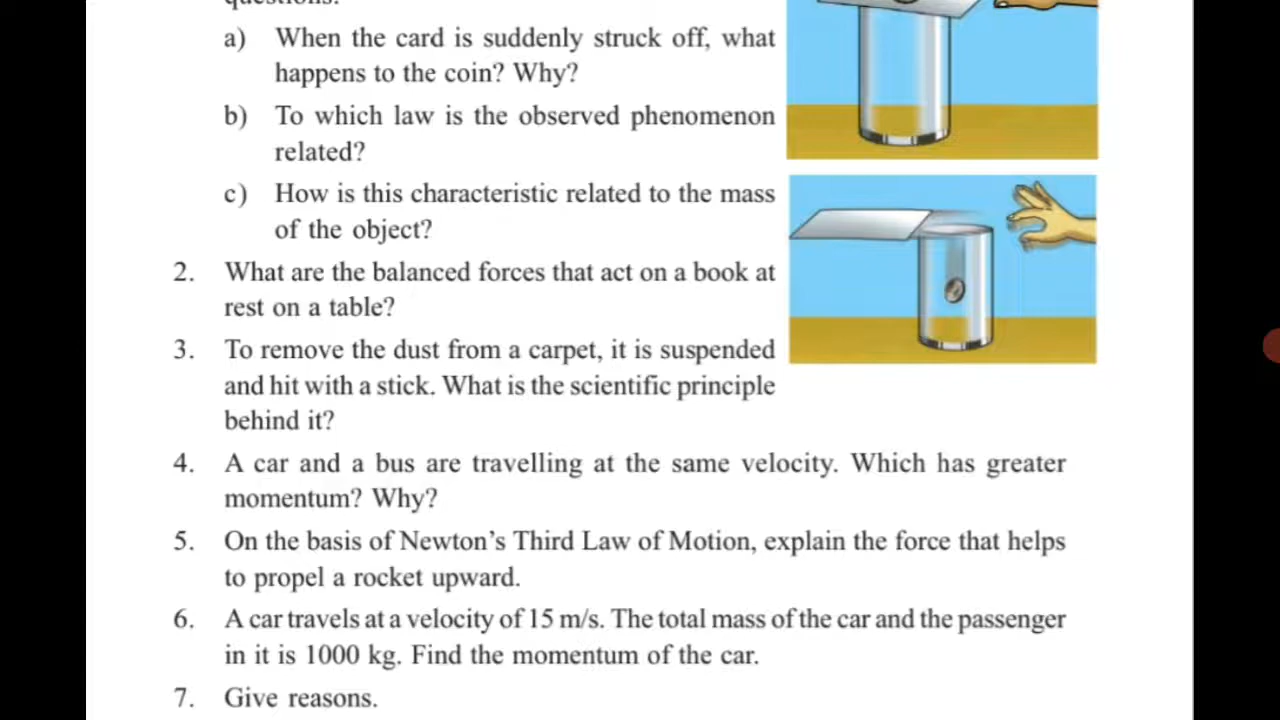 questions.
a) When the card is suddenly struck off, what
happens to the coin? Why?
b) To which law is the observed phenomenon
related?
c) How is this characteristic related to the mass
of the object?
2. What are the balanced forces that act on a book at
rest on a table?
3. To remove the dust from a carpet, it is suspended
and hit with a stick. What is the scientific principle
behind it?
4. A car and a bus are travelling at the same velocity. Which has greater
momentum? Why?
5. On the basis of Newton’s Third Law of Motion, explain the force that helps
to propel a rocket upward.
6. A car travels at a velocity of 15 m/s. The total mass of the car and the passenger
in it is 1000 kg. Find the momentum of the car.
7. Give reasons.